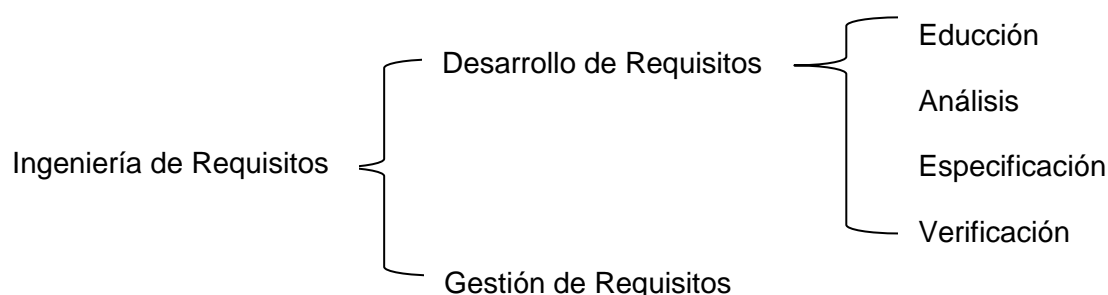 Ingeniería de Requisitos
Desarrollo de Requisitos
Educción
Análisis
Especificación
Verificación
Gestión de Requisitos